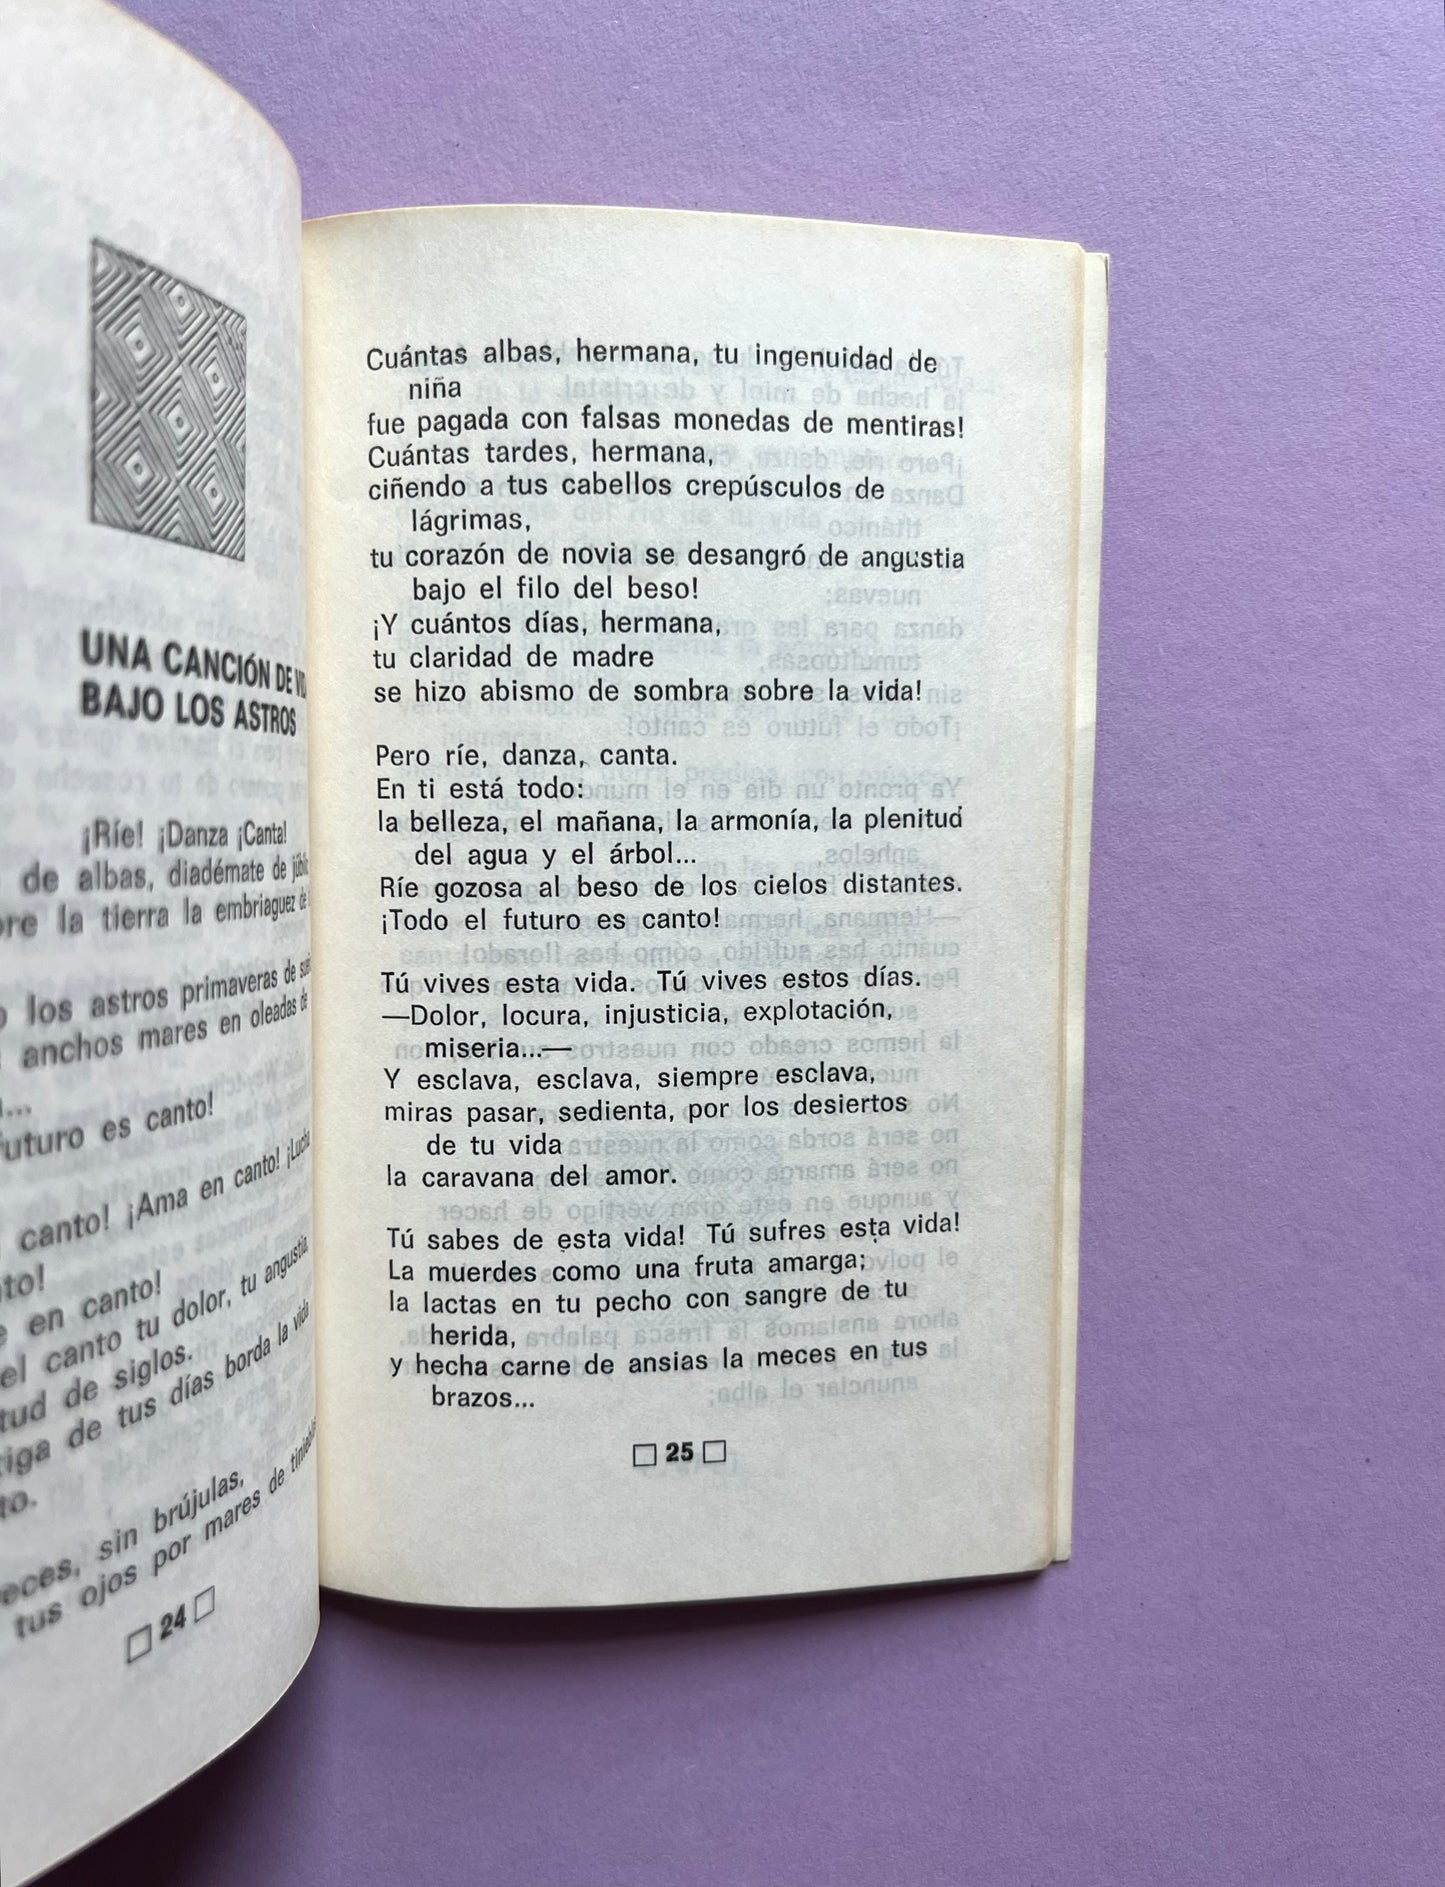 UNA CANCIÓN DE
BAJO LOS ASTROS
¡Ríe! ¡Danza ¡Canta!
de albas, diadémate de
la tierra la embriaguez de
los astros primaveras de
anchos mares en oleadas de
futuro es canto!
canto! ¡Ama en canto! ¡Lucha
en canto!
el canto tu dolor, tu angustia,
de siglos.
de tus días borda la vida
sin brújulas,
tus ojos por mares de
□ 24 □
Cuántas albas, hermana, tu ingenuidad de
niña
fue pagada con falsas monedas de mentiras!
Cuántas tardes, hermana,
ciñendo a tus cabellos crepúsculos de
lágrimas,
tu corazón de novia se desangró de angustia
bajo el filo del beso!
¡Y cuántos días, hermana,
tu claridad de madre
se hizo abismo de sombra sobre la vida!
Pero ríe, danza, canta.
En ti está todo:
la belleza, el mañana, la armonía, la plenitud
del agua y el árbol...
Ríe gozosa al beso de los cielos distantes.
¡Todo el futuro es canto!
Tú vives esta vida. Tú vives estos días.
—Dolor, locura, injusticia, explotación,
miseria...—
Y esclava, esclava, siempre esclava,
miras pasar, sedienta, por los desiertos
de tu vida
la caravana del amor.
Tú sabes de esta vida! Tú sufres esta vida!
La muerdes como una fruta amarga;
la lactas en tu pecho con sangre de tu
herida,
y hecha carne de ansias la meces en tus
brazos...
□ 25 □